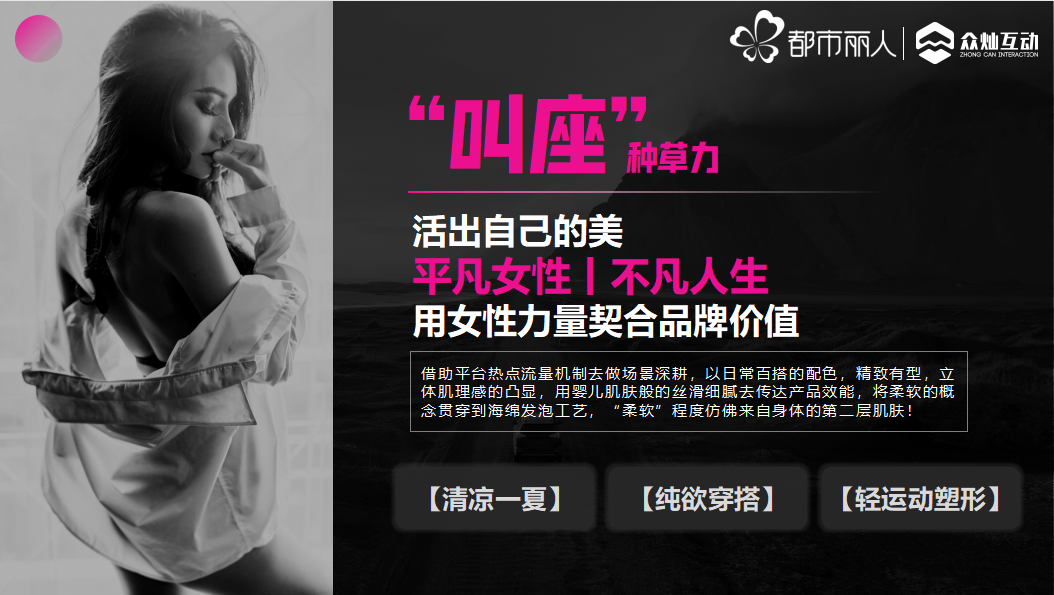 都市丽人
众灿互动
ZHONG CAN INTERACTION
“叫座”种草力
活出自己的美
平凡女性丨不凡人生
用女性力量契合品牌价值
借助平台热点流量机制去做场景深耕，以日常百搭的配色，精致有型，立
体肌理感的凸显，用婴儿肌肤般的丝滑细腻去传达产品效能，将柔软的概
念贯穿到海绵发泡工艺，“柔软”程度仿佛来自身体的第二层肌肤！
【清凉一夏】
【纯欲穿搭】
【轻运动塑形】